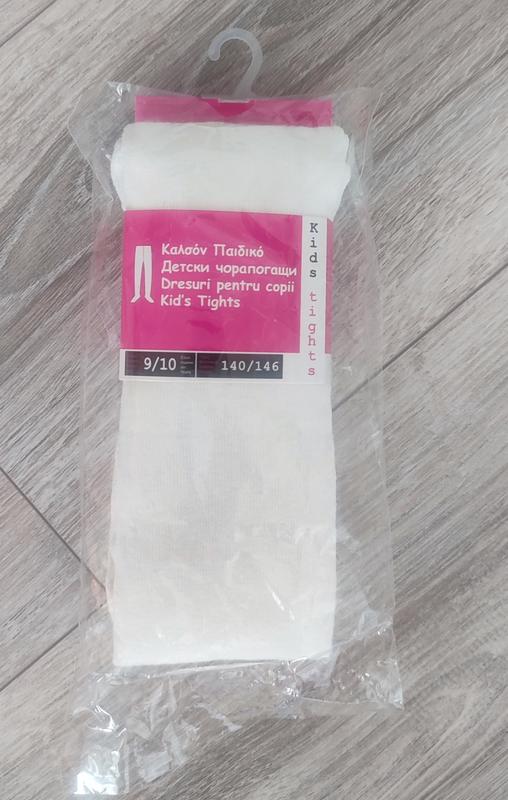 Καλσόν Παιδικό
Детски чорапогащи
Dresuri pentru copii
Kid's Tights
Kids tights
9/10
140/146